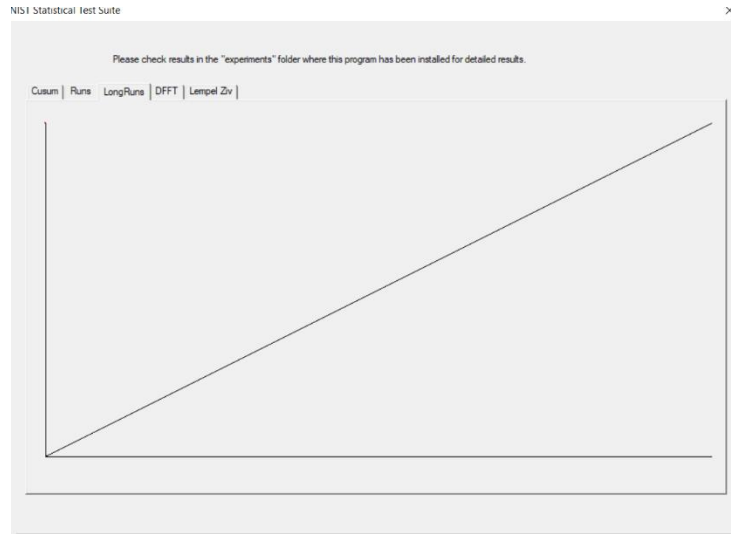 NIST Statistical Test Suite
Please check results in the "experiments" folder where this program has been installed for detailed results.
Cusum Runs LongRuns DFFT Lempel Ziv